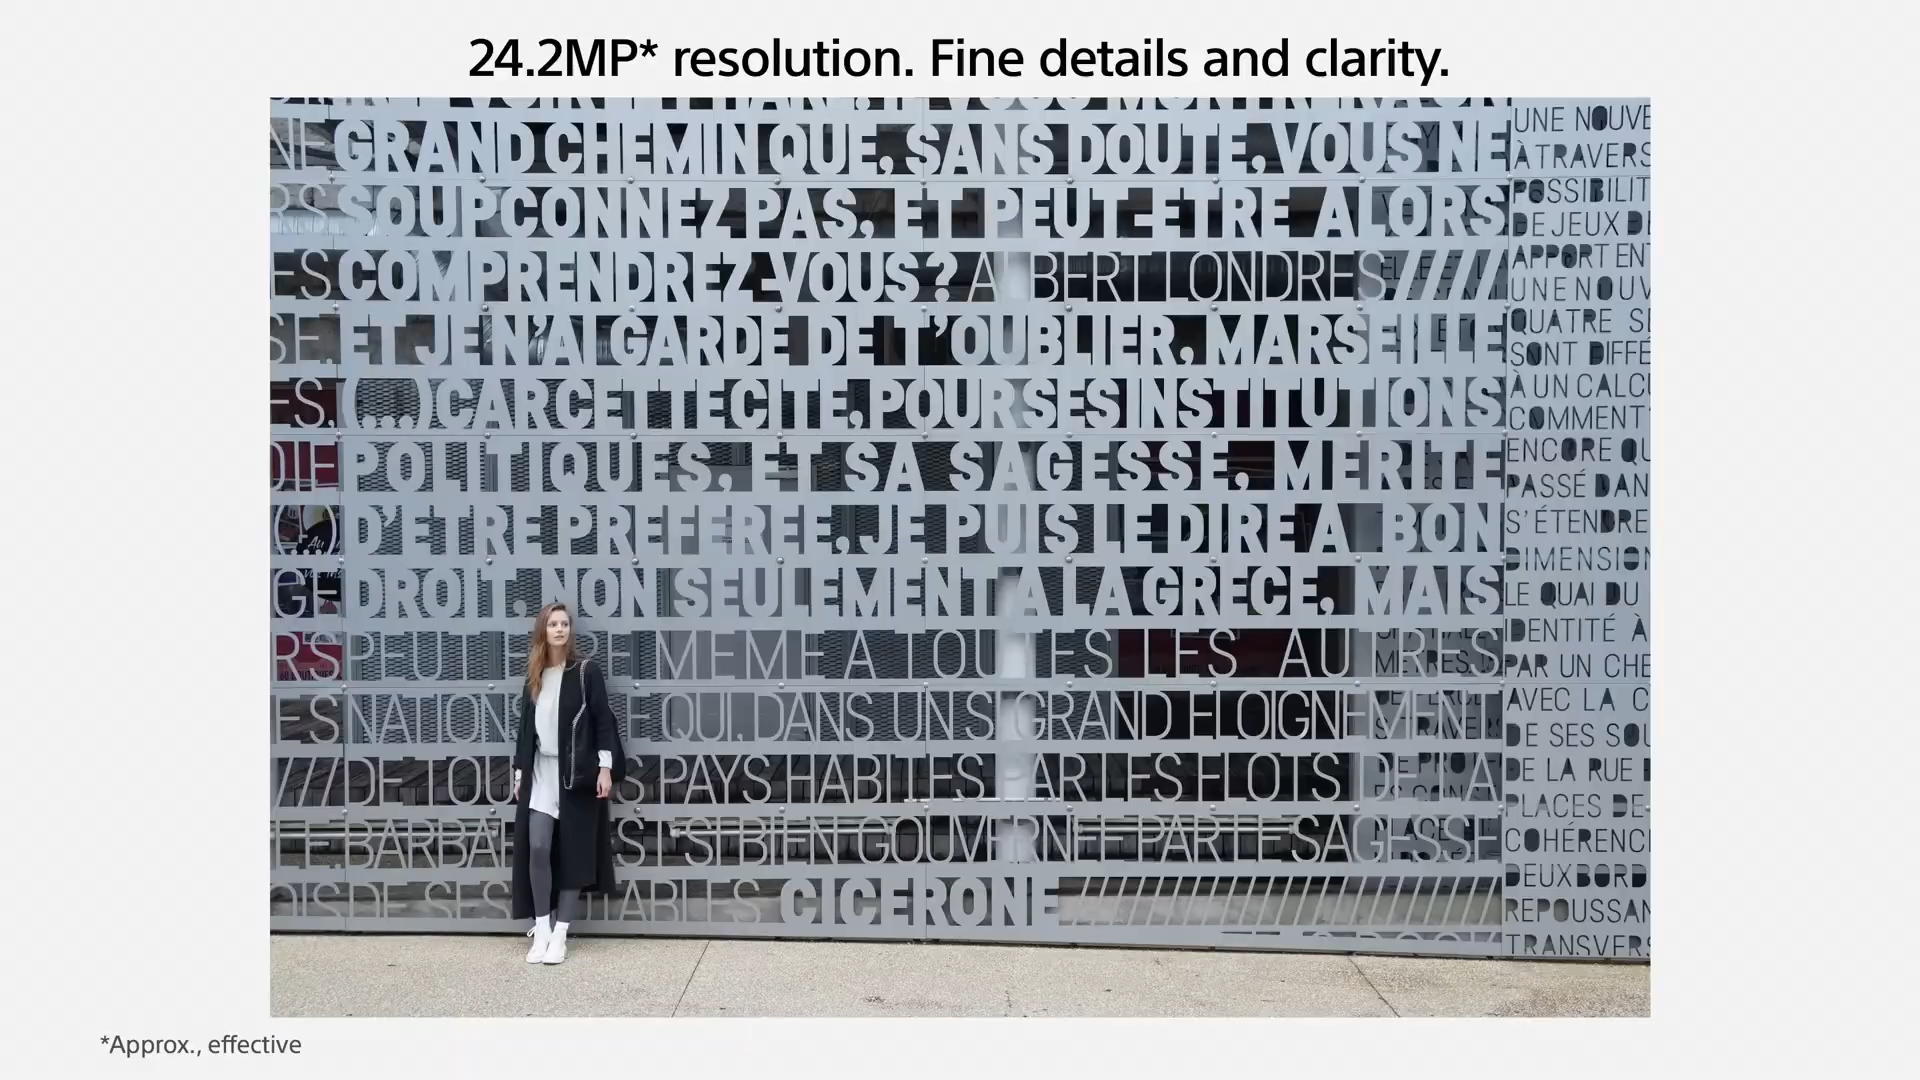 24.2MP* resolution. Fine details and clarity.
GRAND CHEMIN QUE, SANS DOUTE, VOUS NE
SOUPCONNEZ PAS, ET PEUT-ETRE ALORS
COMPRENDREZ-VOUS ? ALBERT LONDRES ////
ET JE N'AI GARDE DE T'OUBLIER, MARSEILLE
(...) CAR CETTE CITE, POUR SES INSTITUTIONS
POLITIQUES, ET SA SAGESSE, MERITE
D'ETRE PREFEREE, JE PUIS LE DIRE A BON
DROIT, NON SEULEMENT A LA GRECE, MAIS
PEUT MEME A TOUTES LES AUTRES
NATIONS QUI, DANS UN SI GRAND ELOIGNEMENT
///DE PAYS HABITES PAR LES FLOTS DE LA
SI BIEN GOUVERNEE PAR LE SAGESSE
DE SES CICERONE ////////////////
UNE NOUVE
À TRAVERS
POSSIBILIT
DE JEUX DE
APPORT ENT
UNE NOUV
QUATRE SE
SONT DIFFÉ
À UN CALCU
COMMENT
ENCORE QU
PASSÉ DAN
S'ÉTENDRE
DIMENSION
LE QUAI DU
IDENTITÉ À
PAR UN CHE
AVEC LA C
DE SES SOU
DE LA RUE
PLACES DE
COHÉRENC
DEUX BORD
REPOUSSAN
TRANSVERS
*Approx., effective